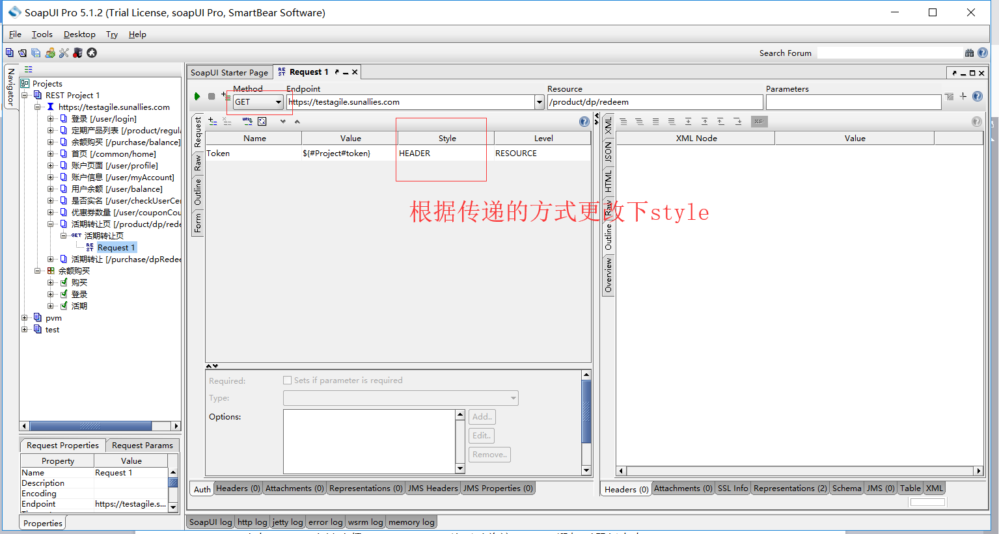 SoapUI Pro 5.1.2 (Trial License, soapUI Pro, SmartBear Software)
File Tools Desktop Try Help
Search Forum
Navigator
Projects
REST Project 1
https://testagile.sunallies.com
登录 [/user/login]
定期产品列表 [/product/regula
余额购买 [/purchase/balance]
首页 [/common/home]
账户页面 [/user/profile]
账户信息 [/user/myAccount]
用户余额 [/user/balance]
是否实名 [/user/checkUserCer
优惠券数量 [/user/couponCou
活期转让页 [/product/dp/rede
GET 活期转让页
REST Request 1
活期转让 [/purchase/dpRedee
余额购买
购买
登录
活期
pvm
test
Request Properties Request Params
Property Value
Name Request 1
Description
Encoding
Endpoint https://testagile.s...
Properties
SoapUI Starter Page REST Request 1
Method Endpoint Resource Parameters
GET https://testagile.sunallies.com /product/dp/redeem
Request
Raw
Outline
Form
Name Value Style Level
Token ${#Project#token} HEADER RESOURCE
根据传递的方式更改下style
Required: Sets if parameter is required
Type:
Options:
Add..
Edit..
Remove..
Auth Headers (0) Attachments (0) Representations (0) JMS Headers JMS Properties (0)
XML
JSON
HTML
Raw
Outline
Overview
XML Node Value
Headers (0) Attachments (0) SSL Info Representations (2) Schema JMS (0) Table XML
SoapUI log http log jetty log error log wsrm log memory log